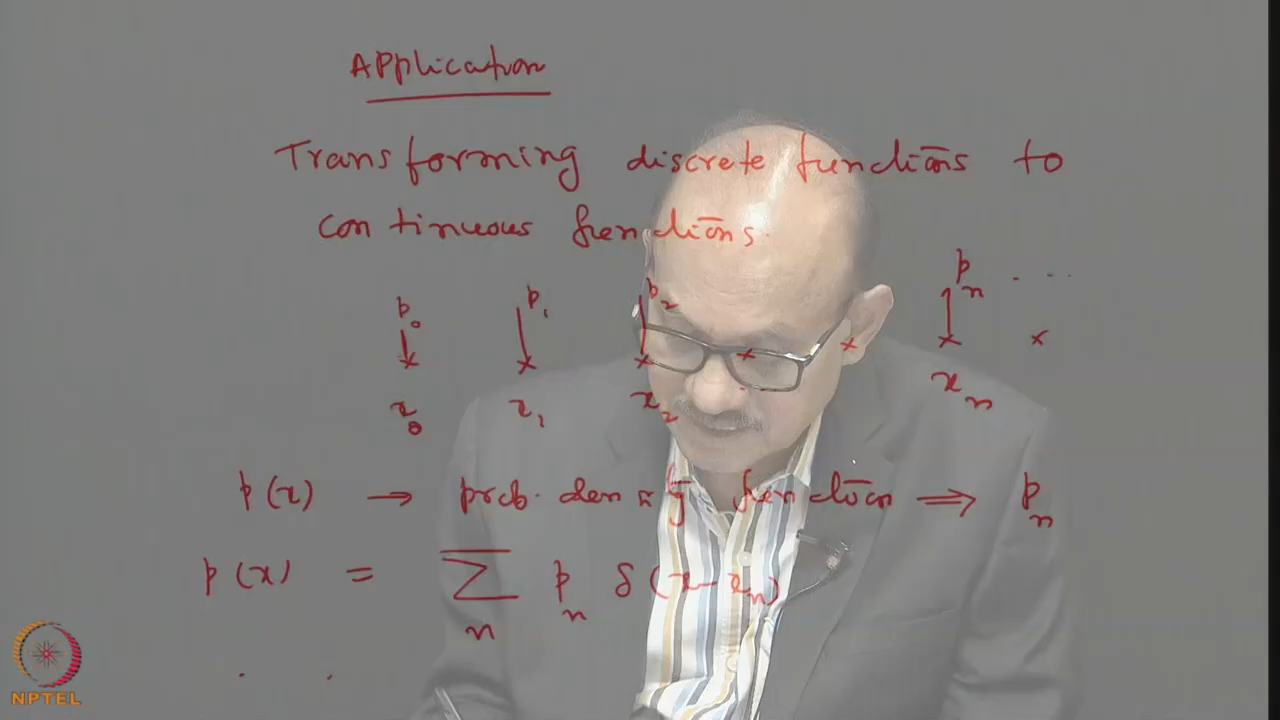 Application
Transforming discrete functions to
continuous functions.
p₀ p₁ p₂ pₙ . . . .
x₀ x₁ x₂ xₙ
p(x) → prob. density function ⟹ pₙ
p(x) = ∑ₙ pₙ δ(x-xₙ)
NPTEL